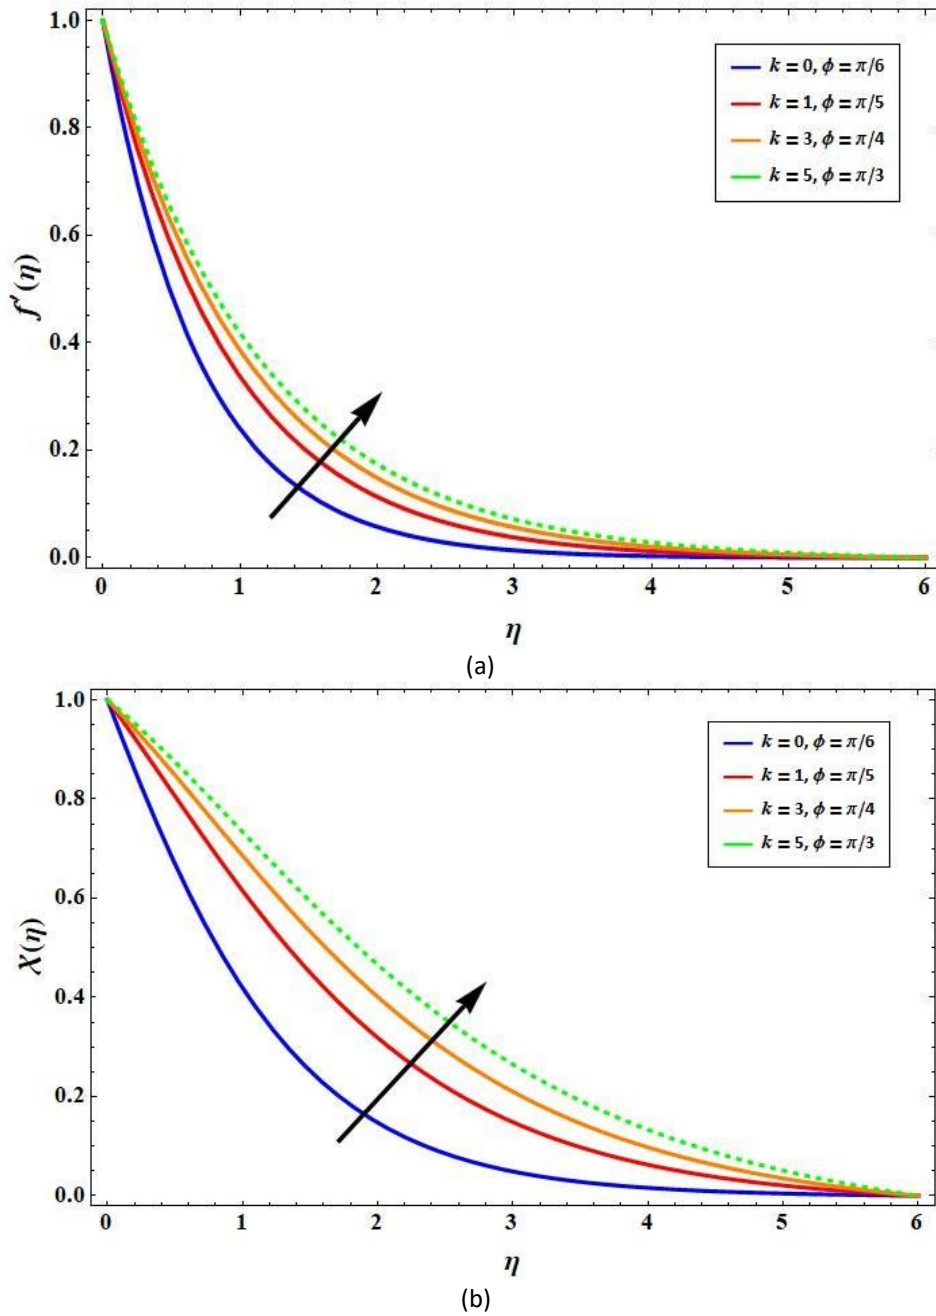 1.0
0.8
0.6
0.4
0.2
0.0
f′(η)
k = 0, ϕ = π/6
k = 1, ϕ = π/5
k = 3, ϕ = π/4
k = 5, ϕ = π/3
0 1 2 3 4 5 6
η
(a)
1.0
0.8
0.6
0.4
0.2
0.0
χ(η)
k = 0, ϕ = π/6
k = 1, ϕ = π/5
k = 3, ϕ = π/4
k = 5, ϕ = π/3
0 1 2 3 4 5 6
η
(b)